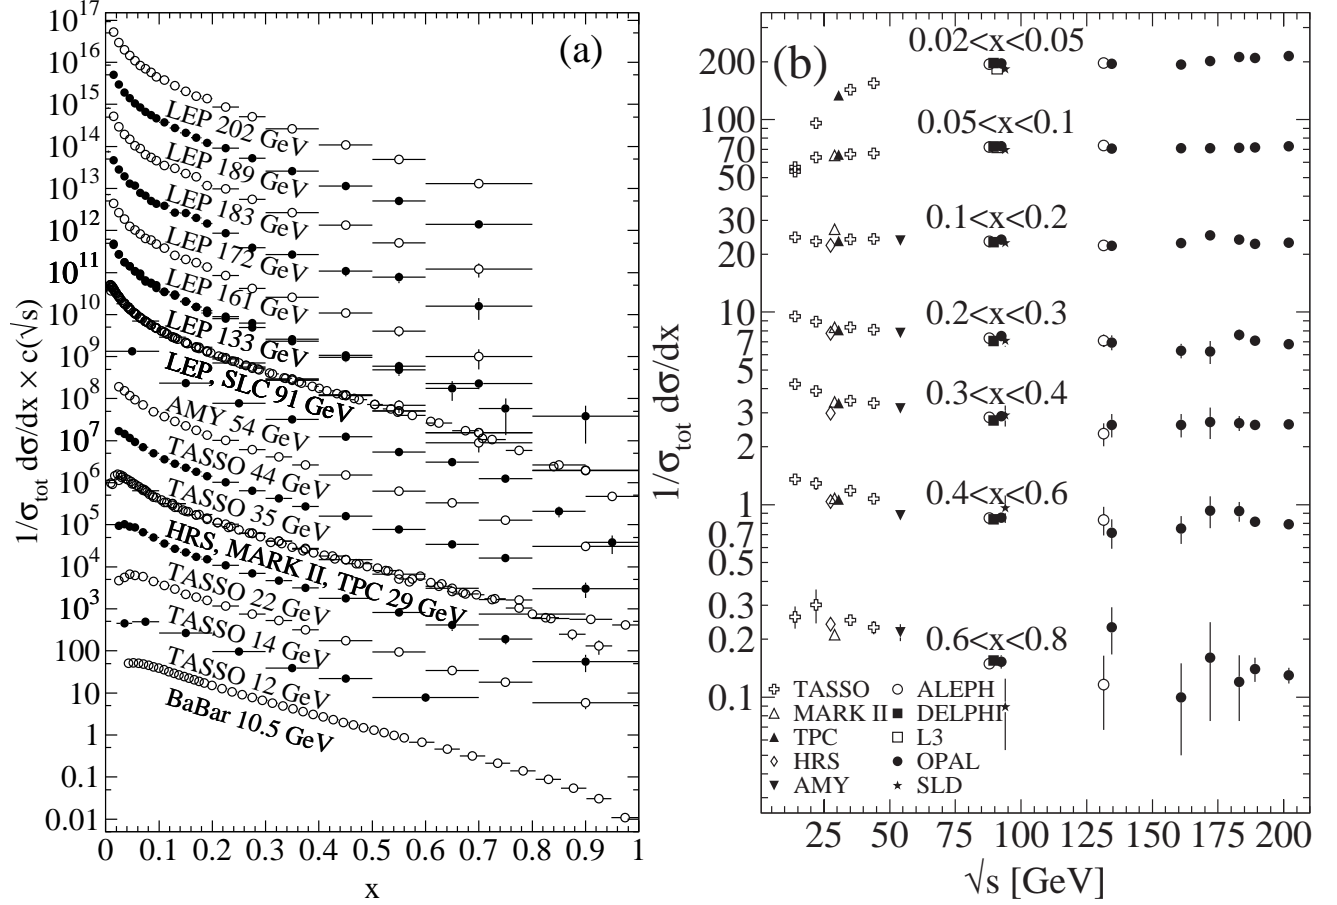 (a)
1/σtot dσ/dx × c(√s)
10^17
10^16
10^15
10^14
10^13
10^12
10^11
10^10
10^9
10^8
10^7
10^6
10^5
10^4
10^3
100
10
1
0.1
0.01
LEP 202 GeV
LEP 189 GeV
LEP 183 GeV
LEP 172 GeV
LEP 161 GeV
LEP 133 GeV
LEP, SLC 91 GeV
AMY 54 GeV
TASSO 44 GeV
TASSO 35 GeV
HRS, MARK II, TPC 29 GeV
TASSO 22 GeV
TASSO 14 GeV
TASSO 12 GeV
BaBar 10.5 GeV
0 0.1 0.2 0.3 0.4 0.5 0.6 0.7 0.8 0.9 1
x
(b)
1/σtot dσ/dx
200
100
70
50
30
20
10
7
5
3
2
1
0.7
0.5
0.3
0.2
0.1
0.02<x<0.05
0.05<x<0.1
0.1<x<0.2
0.2<x<0.3
0.3<x<0.4
0.4<x<0.6
0.6<x<0.8
TASSO
MARK II
TPC
HRS
AMY
ALEPH
DELPHI
L3
OPAL
SLD
25 50 75 100 125 150 175 200
√s [GeV]